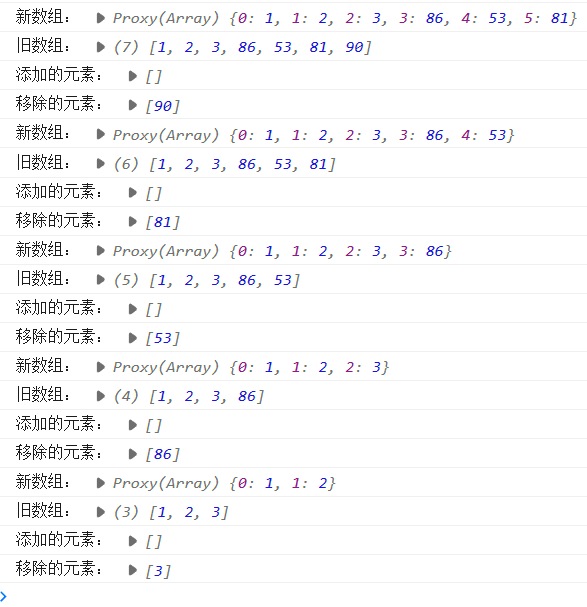 新数组： ▶ Proxy(Array) {0: 1, 1: 2, 2: 3, 3: 86, 4: 53, 5: 81}
旧数组： ▶ (7) [1, 2, 3, 86, 53, 81, 90]
添加的元素： ▶ []
移除的元素： ▶ [90]
新数组： ▶ Proxy(Array) {0: 1, 1: 2, 2: 3, 3: 86, 4: 53}
旧数组： ▶ (6) [1, 2, 3, 86, 53, 81]
添加的元素： ▶ []
移除的元素： ▶ [81]
新数组： ▶ Proxy(Array) {0: 1, 1: 2, 2: 3, 3: 86}
旧数组： ▶ (5) [1, 2, 3, 86, 53]
添加的元素： ▶ []
移除的元素： ▶ [53]
新数组： ▶ Proxy(Array) {0: 1, 1: 2, 2: 3}
旧数组： ▶ (4) [1, 2, 3, 86]
添加的元素： ▶ []
移除的元素： ▶ [86]
新数组： ▶ Proxy(Array) {0: 1, 1: 2}
旧数组： ▶ (3) [1, 2, 3]
添加的元素： ▶ []
移除的元素： ▶ [3]